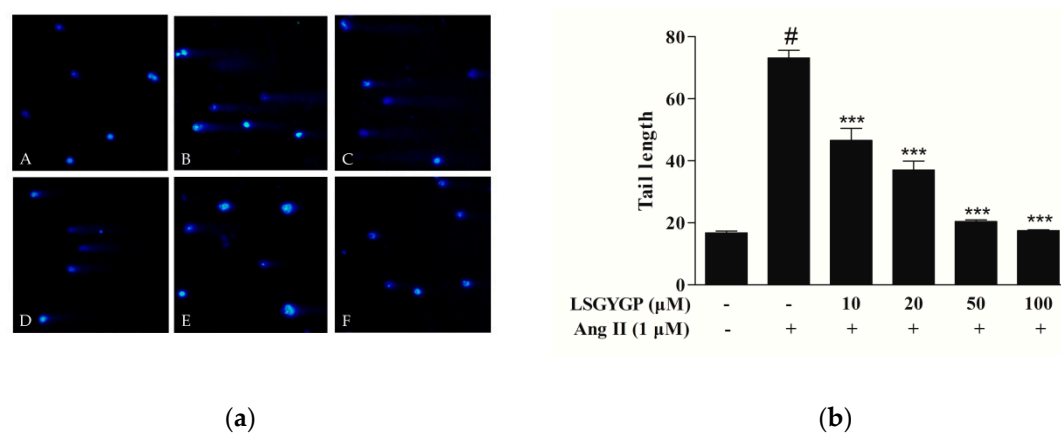 A
B
C
D
E
F
80
60
40
20
0
Tail length
#
***
***
***
***
LSGYGP (µM) - - 10 20 50 100
Ang II (1 µM) - + + + + +
(a)
(b)